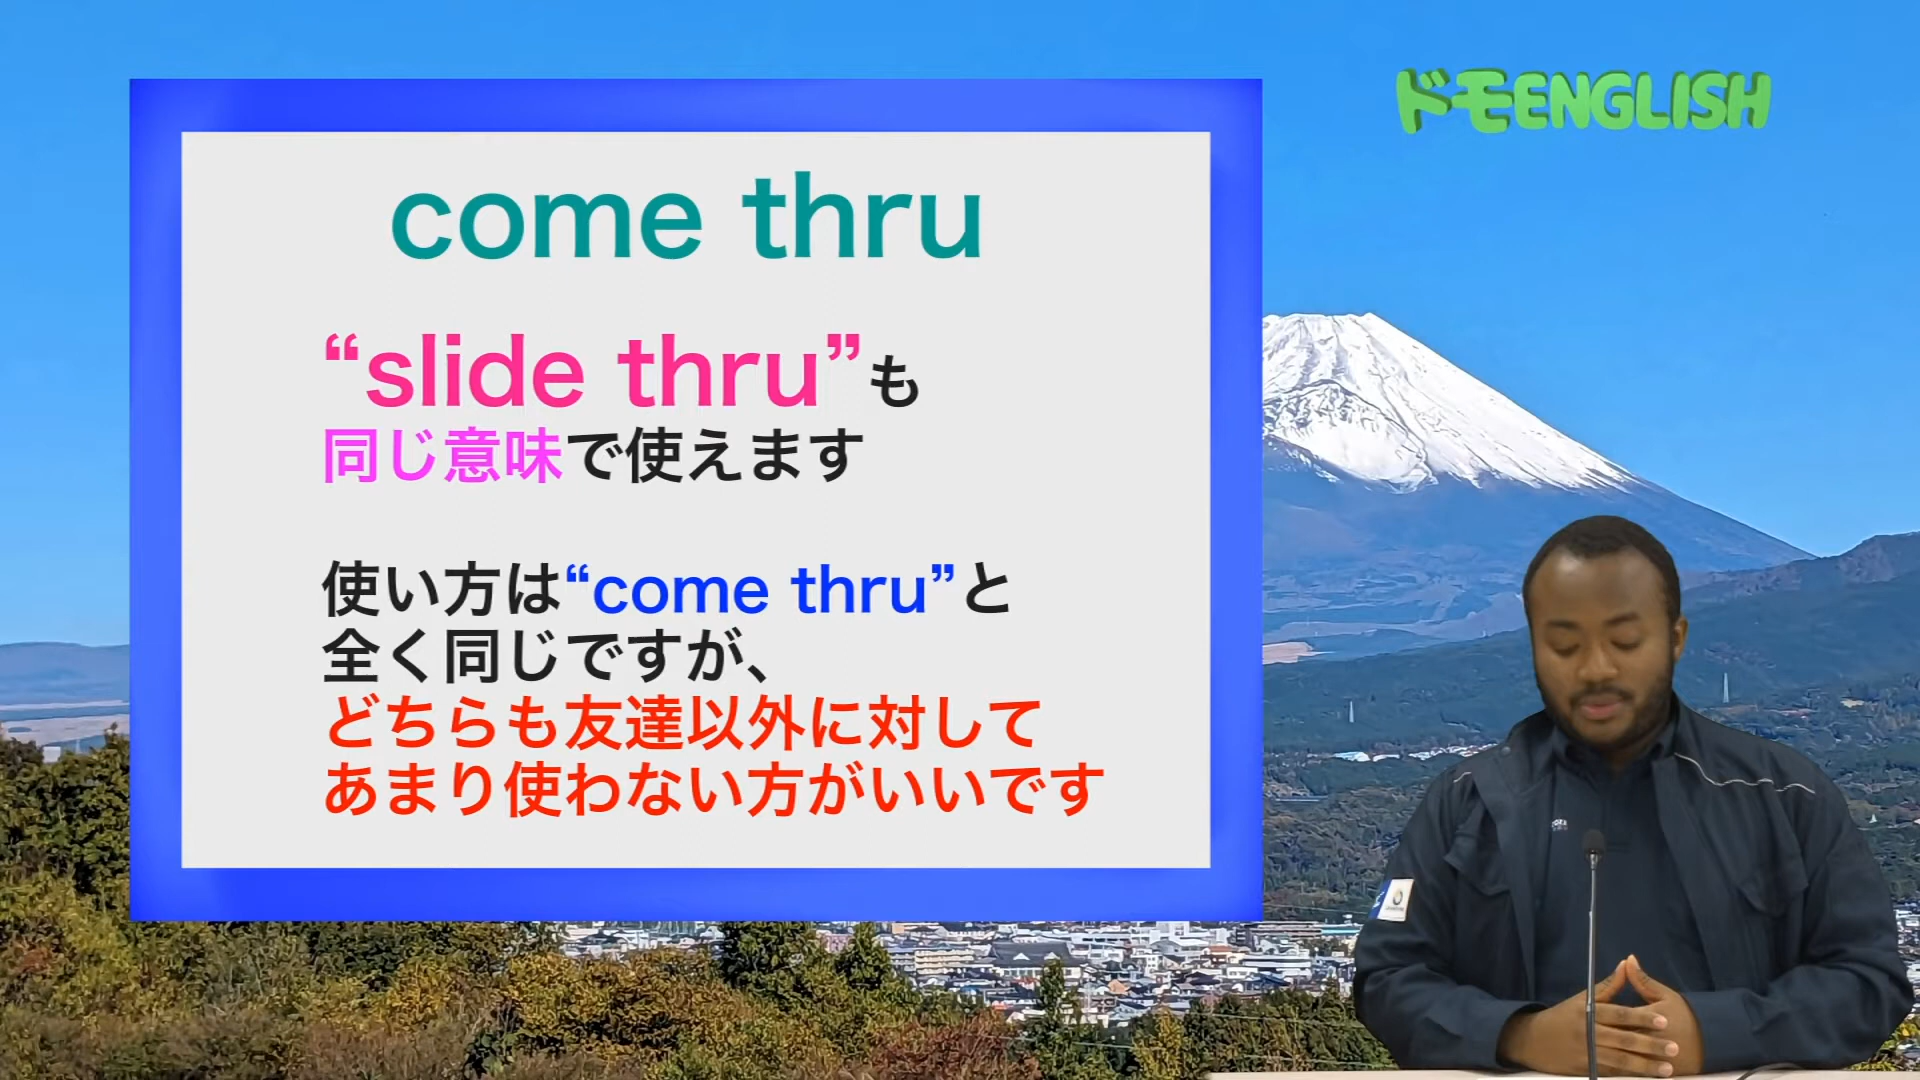 ドモENGLISH
come thru
“slide thru”も
同じ意味で使えます
使い方は“come thru”と
全く同じですが、
どちらも友達以外に対して
あまり使わない方がいいです